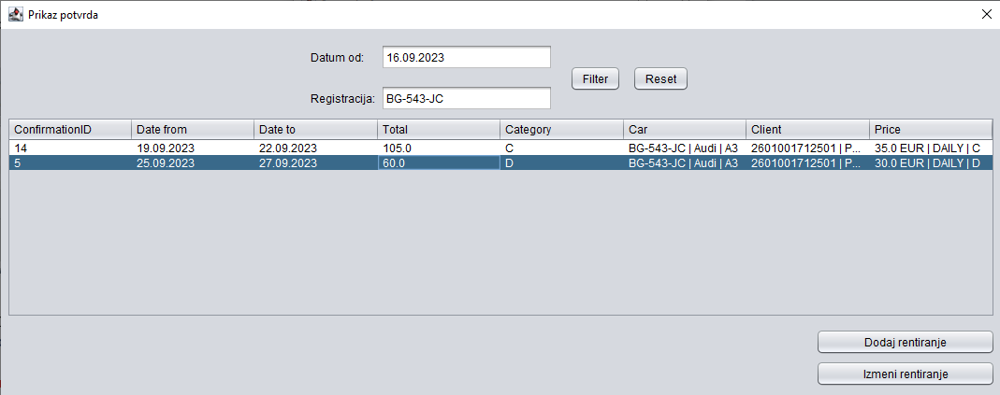 Prikaz potvrda
Datum od: 16.09.2023
Filter Reset
Registracija: BG-543-JC
ConfirmationID Date from Date to Total Category Car Client Price
14 19.09.2023 22.09.2023 105.0 C BG-543-JC | Audi | A3 2601001712501 | P... 35.0 EUR | DAILY | C
5 25.09.2023 27.09.2023 60.0 D BG-543-JC | Audi | A3 2601001712501 | P... 30.0 EUR | DAILY | D
Dodaj rentiranje
Izmeni rentiranje